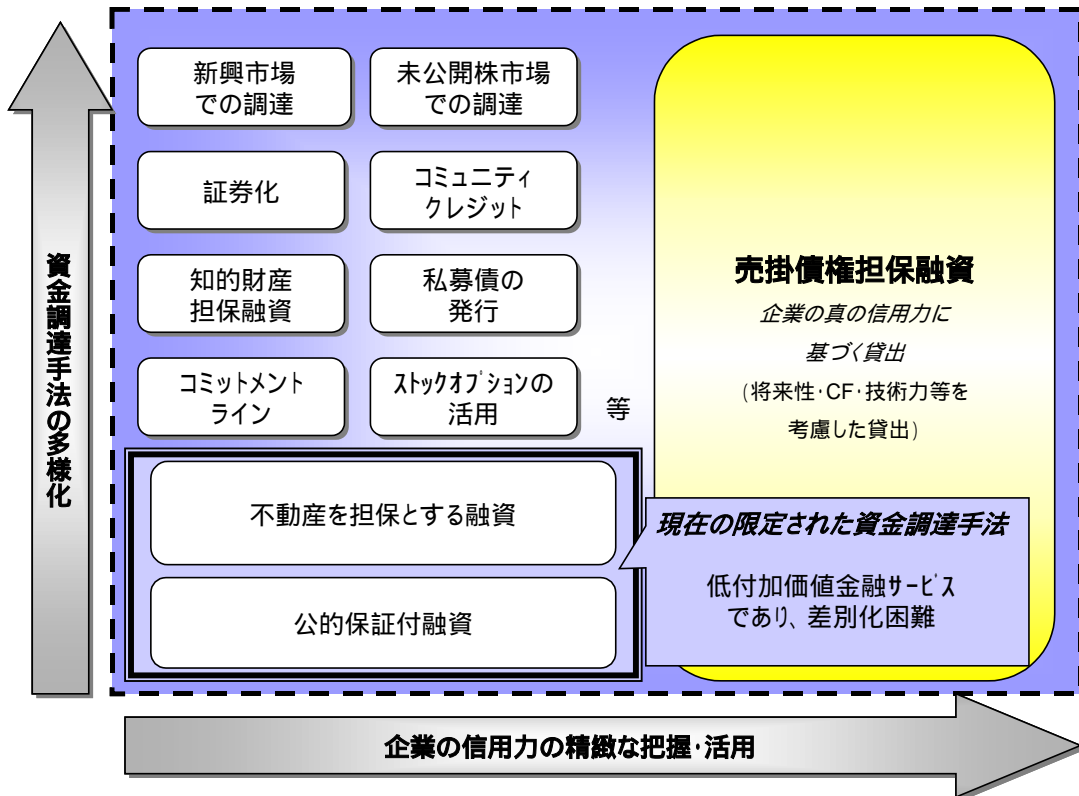 資金調達手法の多様化
新興市場
での調達
未公開株市場
での調達
証券化
コミュニティ
クレジット
知的財産
担保融資
私募債の
発行
コミットメント
ライン
ｽﾄｯｸｵﾌﾟｼｮﾝの
活用
等
不動産を担保とする融資
公的保証付融資
売掛債権担保融資
企業の真の信用力に
基づく貸出
(将来性･CF･技術力等を
考慮した貸出)
現在の限定された資金調達手法
低付加価値金融ｻｰﾋﾞｽ
であり、差別化困難
企業の信用力の精緻な把握･活用